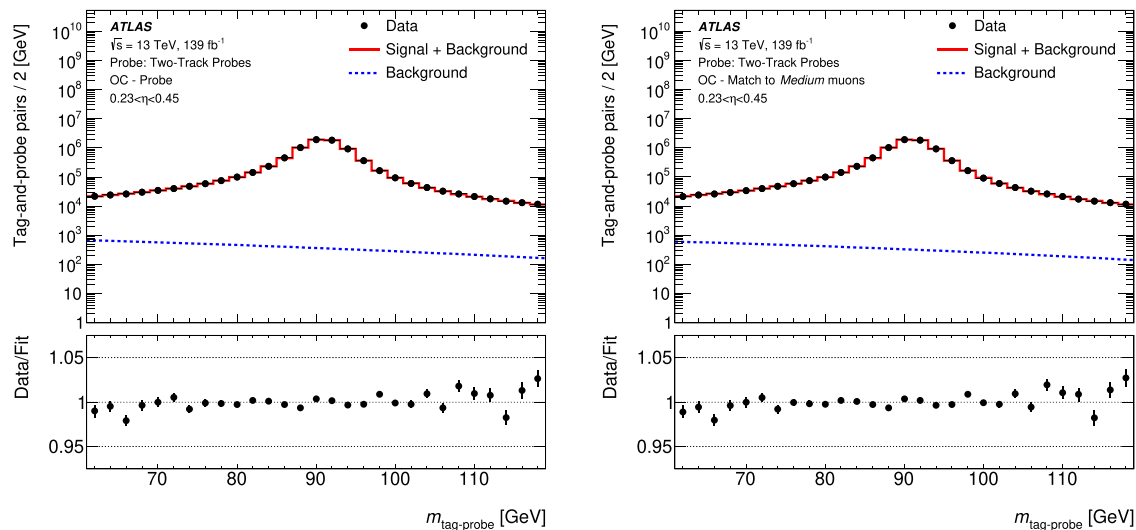 Tag-and-probe pairs / 2 [GeV]
10¹⁰
10⁹
10⁸
10⁷
10⁶
10⁵
10⁴
10³
10²
10
1
ATLAS
√s = 13 TeV, 139 fb⁻¹
Probe: Two-Track Probes
OC - Probe
0.23<η<0.45
Data
Signal + Background
Background
Data/Fit
1.05
1
0.95
70 80 90 100 110
m_tag-probe [GeV]
Tag-and-probe pairs / 2 [GeV]
10¹⁰
10⁹
10⁸
10⁷
10⁶
10⁵
10⁴
10³
10²
10
1
ATLAS
√s = 13 TeV, 139 fb⁻¹
Probe: Two-Track Probes
OC - Match to Medium muons
0.23<η<0.45
Data
Signal + Background
Background
Data/Fit
1.05
1
0.95
70 80 90 100 110
m_tag-probe [GeV]